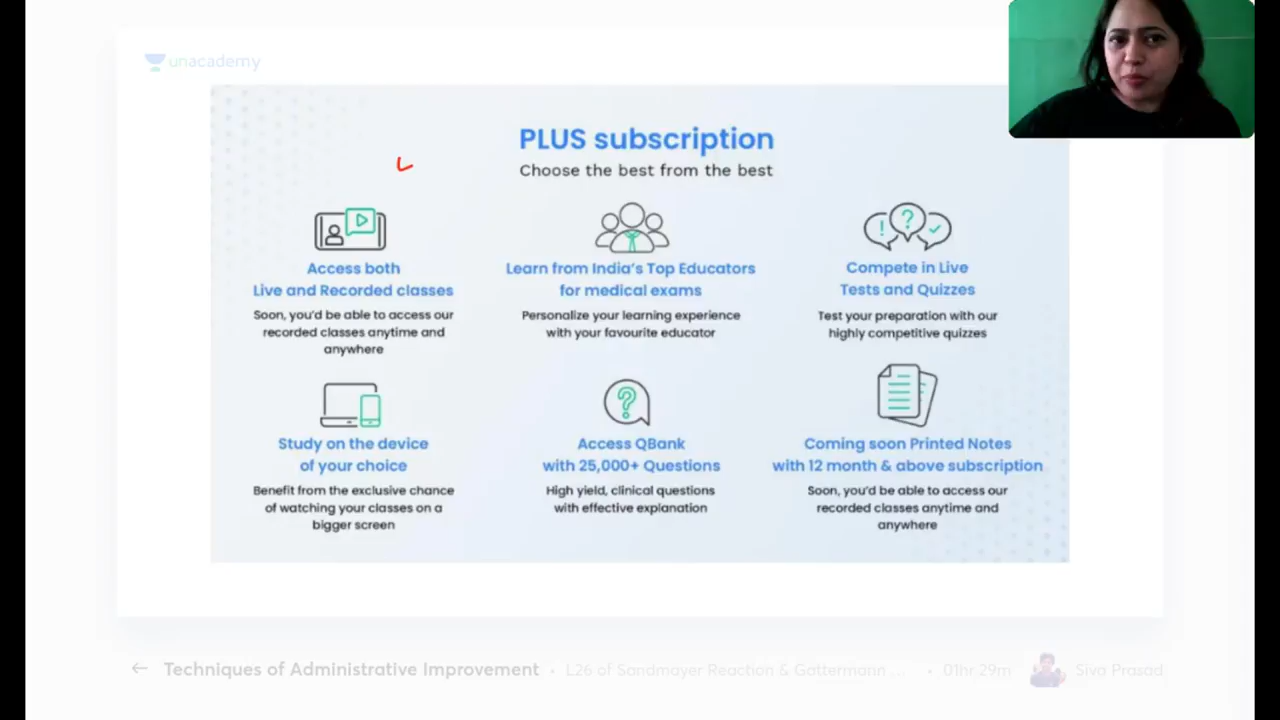 unacademy
PLUS subscription
Choose the best from the best
Access both
Live and Recorded classes
Soon, you'd be able to access our
recorded classes anytime and
anywhere
Learn from India's Top Educators
for medical exams
Personalize your learning experience
with your favourite educator
Compete in Live
Tests and Quizzes
Test your preparation with our
highly competitive quizzes
Study on the device
of your choice
Benefit from the exclusive chance
of watching your classes on a
bigger screen
Access QBank
with 25,000+ Questions
High yield, clinical questions
with effective explanation
Coming soon Printed Notes
with 12 month & above subscription
Soon, you'd be able to access our
recorded classes anytime and
anywhere
Techniques of Administrative Improvement • L26 of Sandmayer Reaction & Gattermann ... • 01hr 29m Siva Prasad